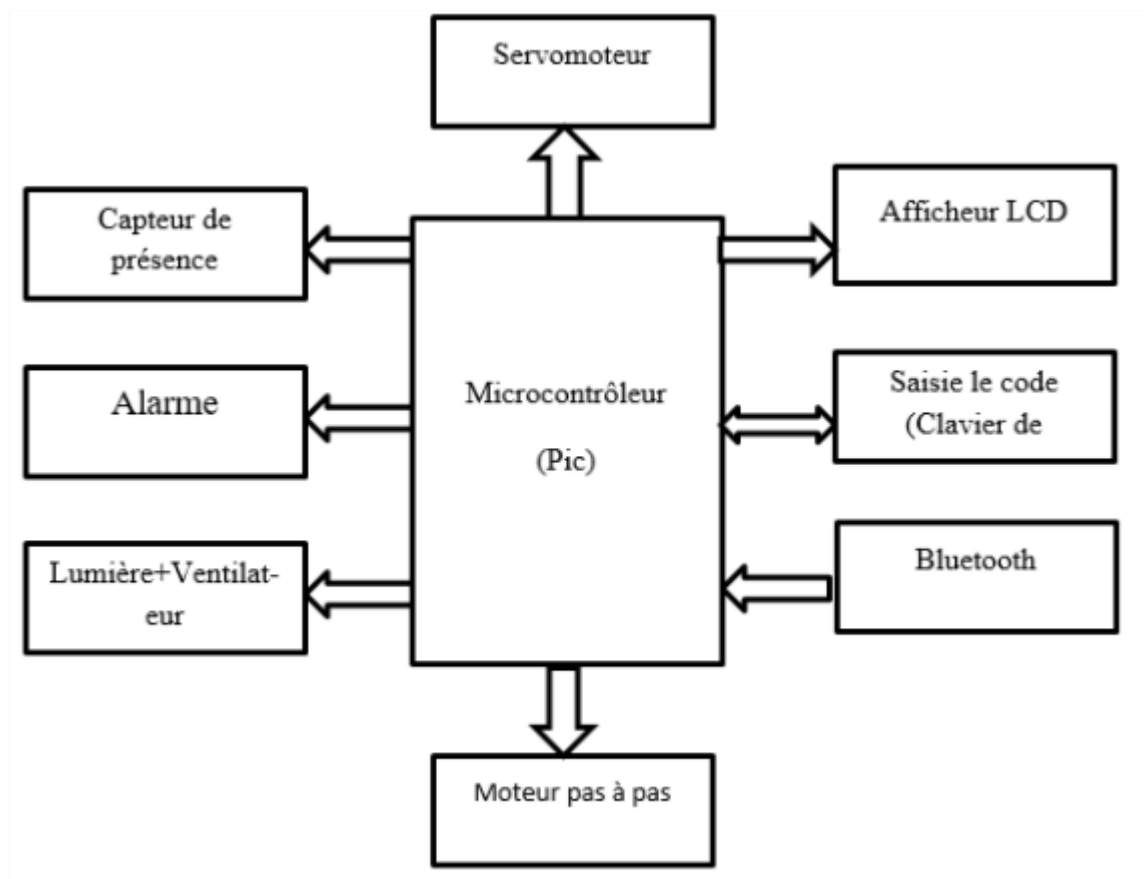 Servomoteur
Capteur de
présence
Afficheur LCD
Alarme
Microcontrôleur
(Pic)
Saisie le code
(Clavier de
Lumière+Ventilat-
eur
Bluetooth
Moteur pas à pas